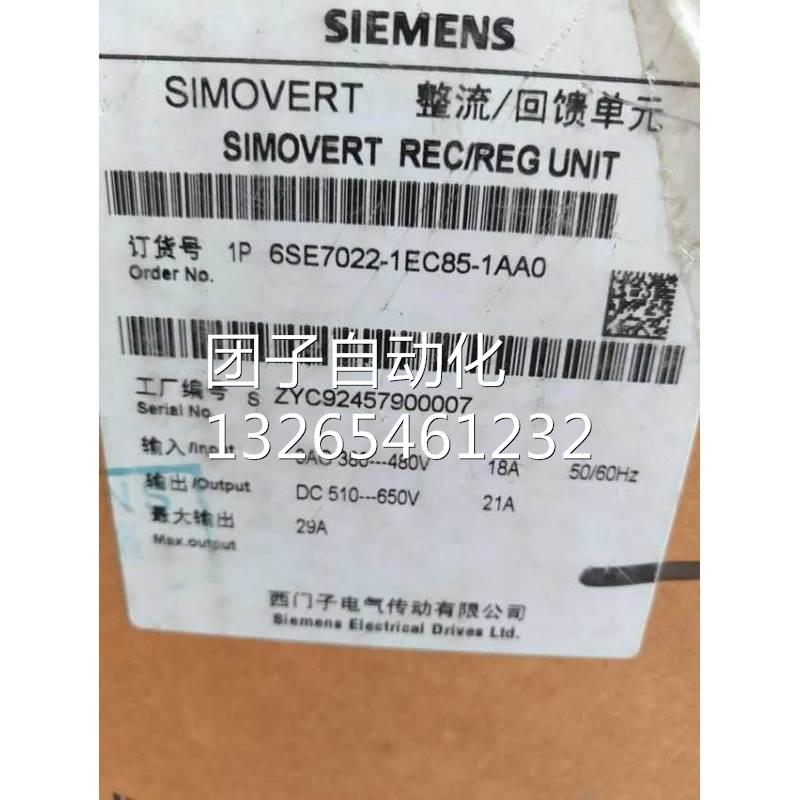 SIEMENS
SIMOVERT 整流/回馈单元
SIMOVERT REC/REG UNIT
订货号 1P 6SE7022-1EC85-1AA0
Order No.
团子自动化
工厂编号 S ZYC92457900007
Serial No.
13265461232
输入/Input 3AC 380---480V 18A 50/60Hz
输出/Output DC 510---650V 21A
最大输出 29A
Max.output
西门子电气传动有限公司
Siemens Electrical Drives Ltd.